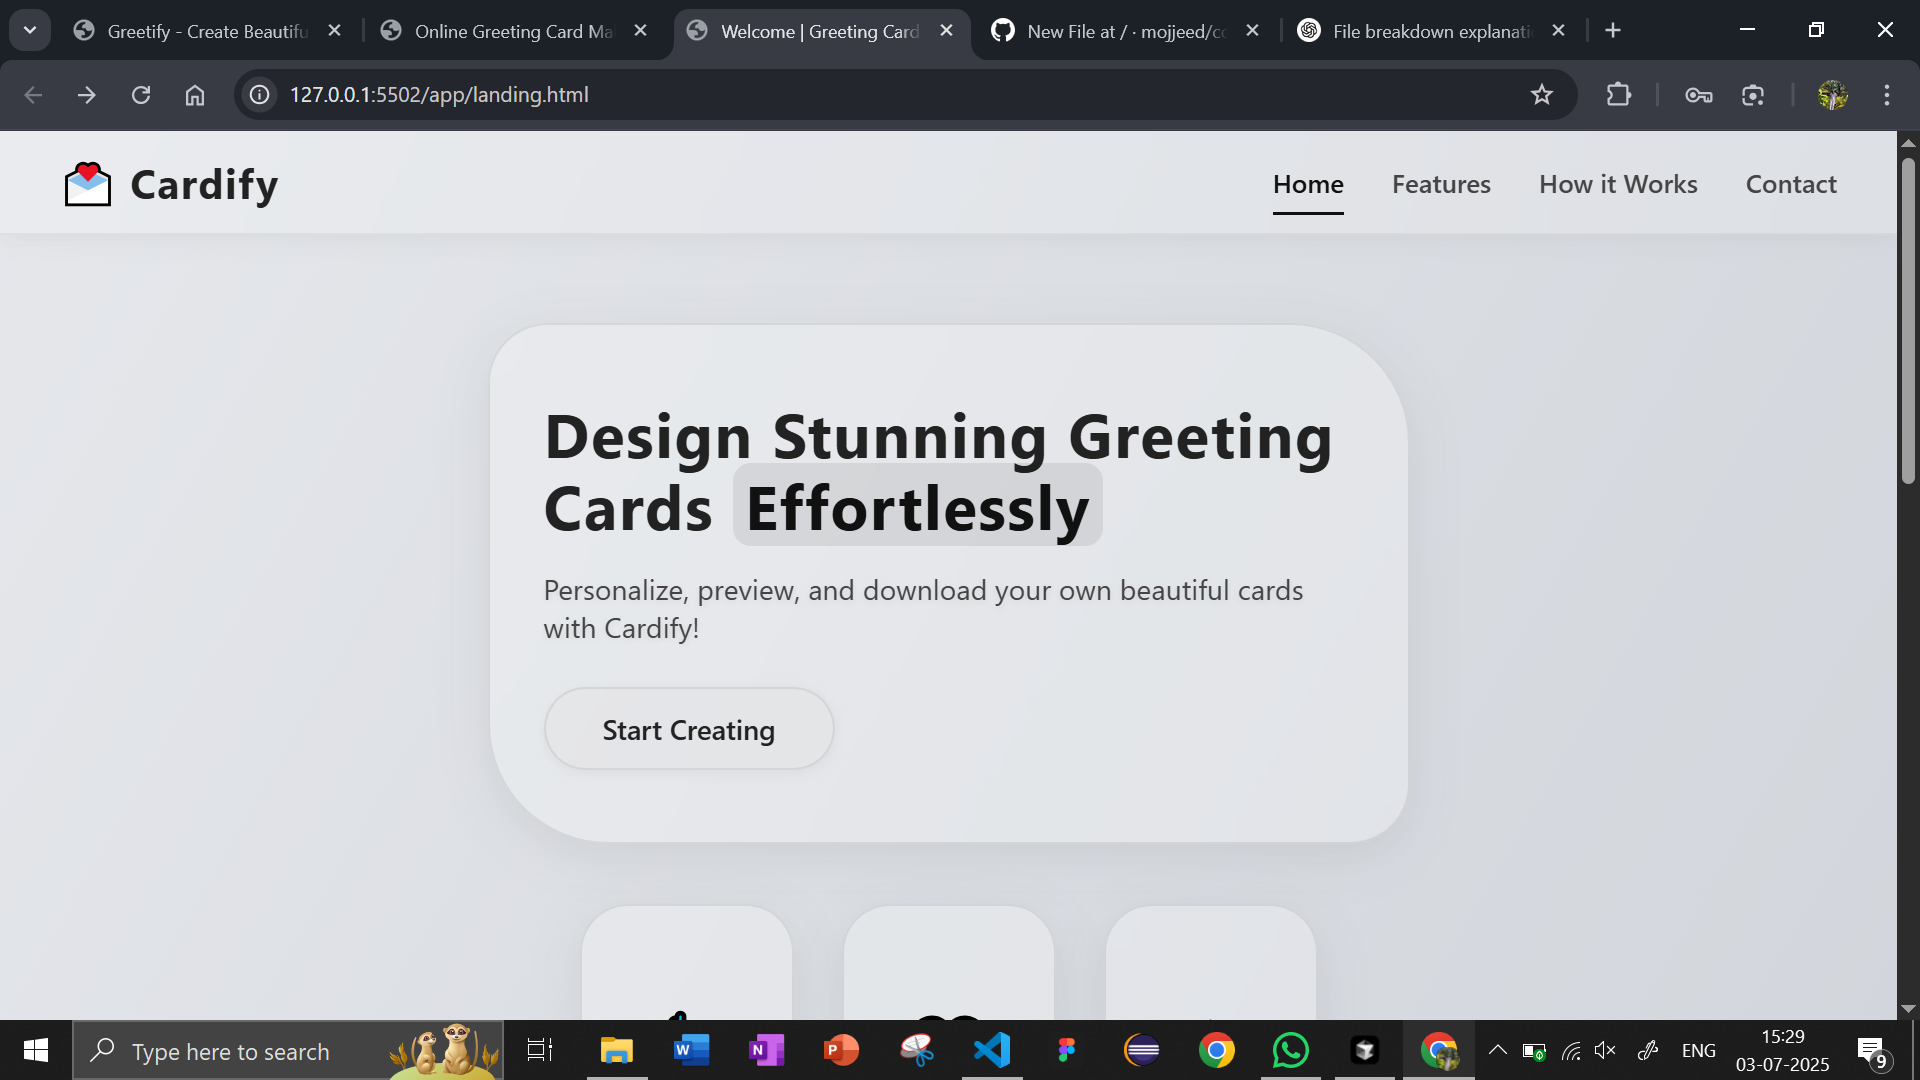 Greetify - Create Beautifu
Online Greeting Card Ma
Welcome | Greeting Card
New File at / · mojjeed/co
File breakdown explanati
127.0.0.1:5502/app/landing.html
Cardify
Home
Features
How it Works
Contact
Design Stunning Greeting
Cards Effortlessly
Personalize, preview, and download your own beautiful cards
with Cardify!
Start Creating
Type here to search
W
N
P
ENG
15:29
03-07-2025
9